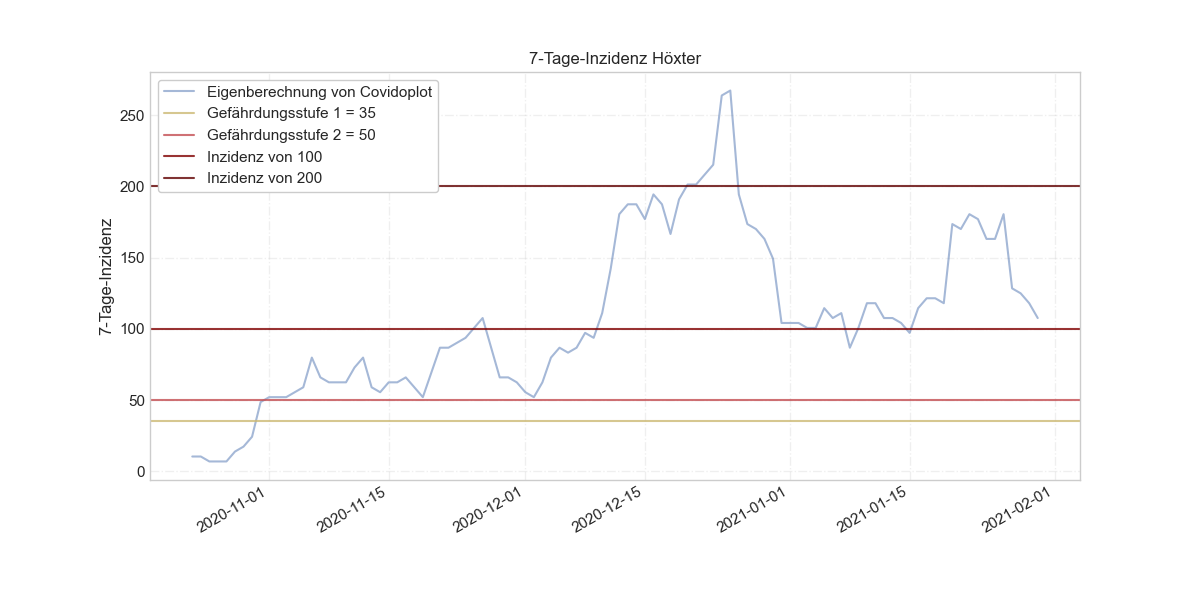 7-Tage-Inzidenz Höxter
Eigenberechnung von Covidoplot
Gefährdungsstufe 1 = 35
Gefährdungsstufe 2 = 50
Inzidenz von 100
Inzidenz von 200
7-Tage-Inzidenz
250
200
150
100
50
0
2020-11-01
2020-11-15
2020-12-01
2020-12-15
2021-01-01
2021-01-15
2021-02-01